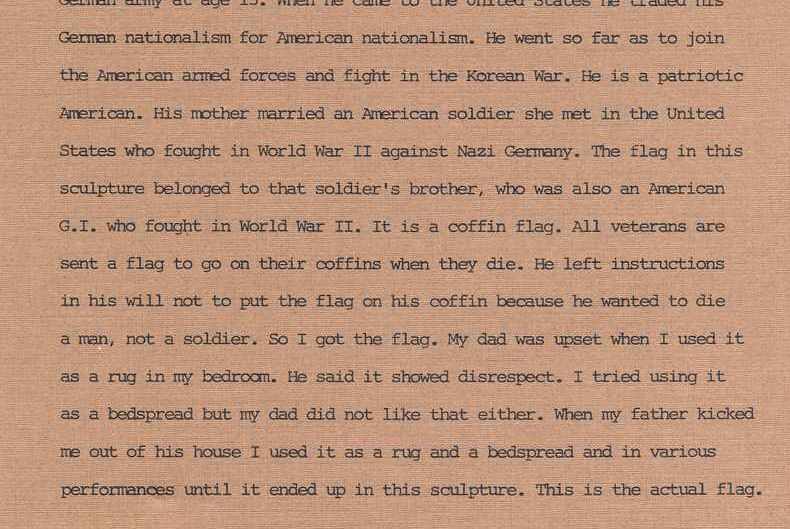 German army at age 15. When he came to the United States he traded his
German nationalism for American nationalism. He went so far as to join
the American armed forces and fight in the Korean War. He is a patriotic
American. His mother married an American soldier she met in the United
States who fought in World War II against Nazi Germany. The flag in this
sculpture belonged to that soldier's brother, who was also an American
G.I. who fought in World War II. It is a coffin flag. All veterans are
sent a flag to go on their coffins when they die. He left instructions
in his will not to put the flag on his coffin because he wanted to die
a man, not a soldier. So I got the flag. My dad was upset when I used it
as a rug in my bedroom. He said it showed disrespect. I tried using it
as a bedspread but my dad did not like that either. When my father kicked
me out of his house I used it as a rug and a bedspread and in various
performances until it ended up in this sculpture. This is the actual flag.